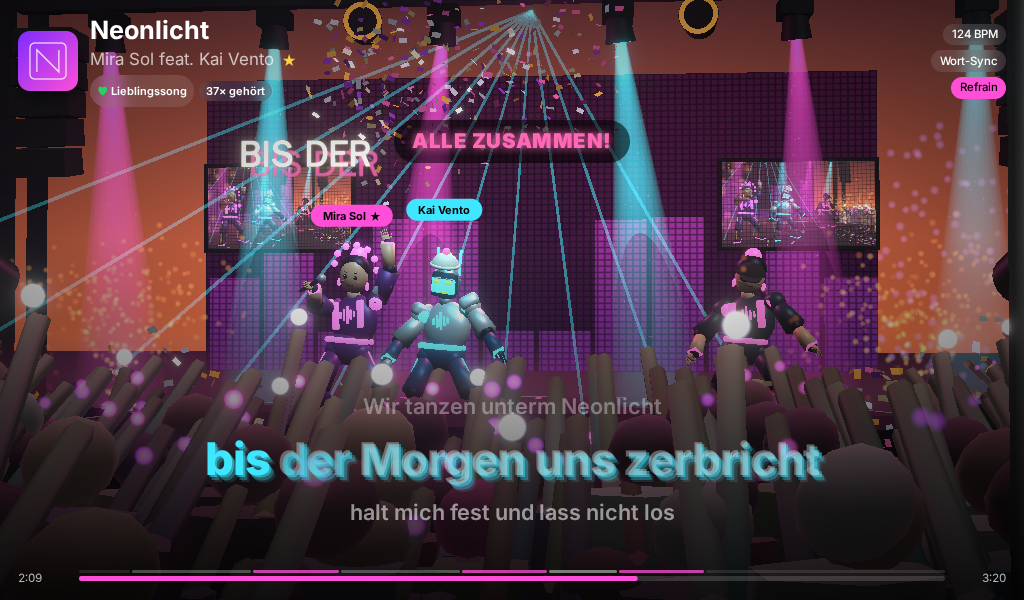 Neonlicht
Mira Sol feat. Kai Vento ★
Lieblingssong
37× gehört
124 BPM
Wort-Sync
Refrain
N
ALLE ZUSAMMEN!
BIS DER
Mira Sol ★
Kai Vento
Wir tanzen unterm Neonlicht
bis der Morgen uns zerbricht
halt mich fest und lass nicht los
2:09
3:20